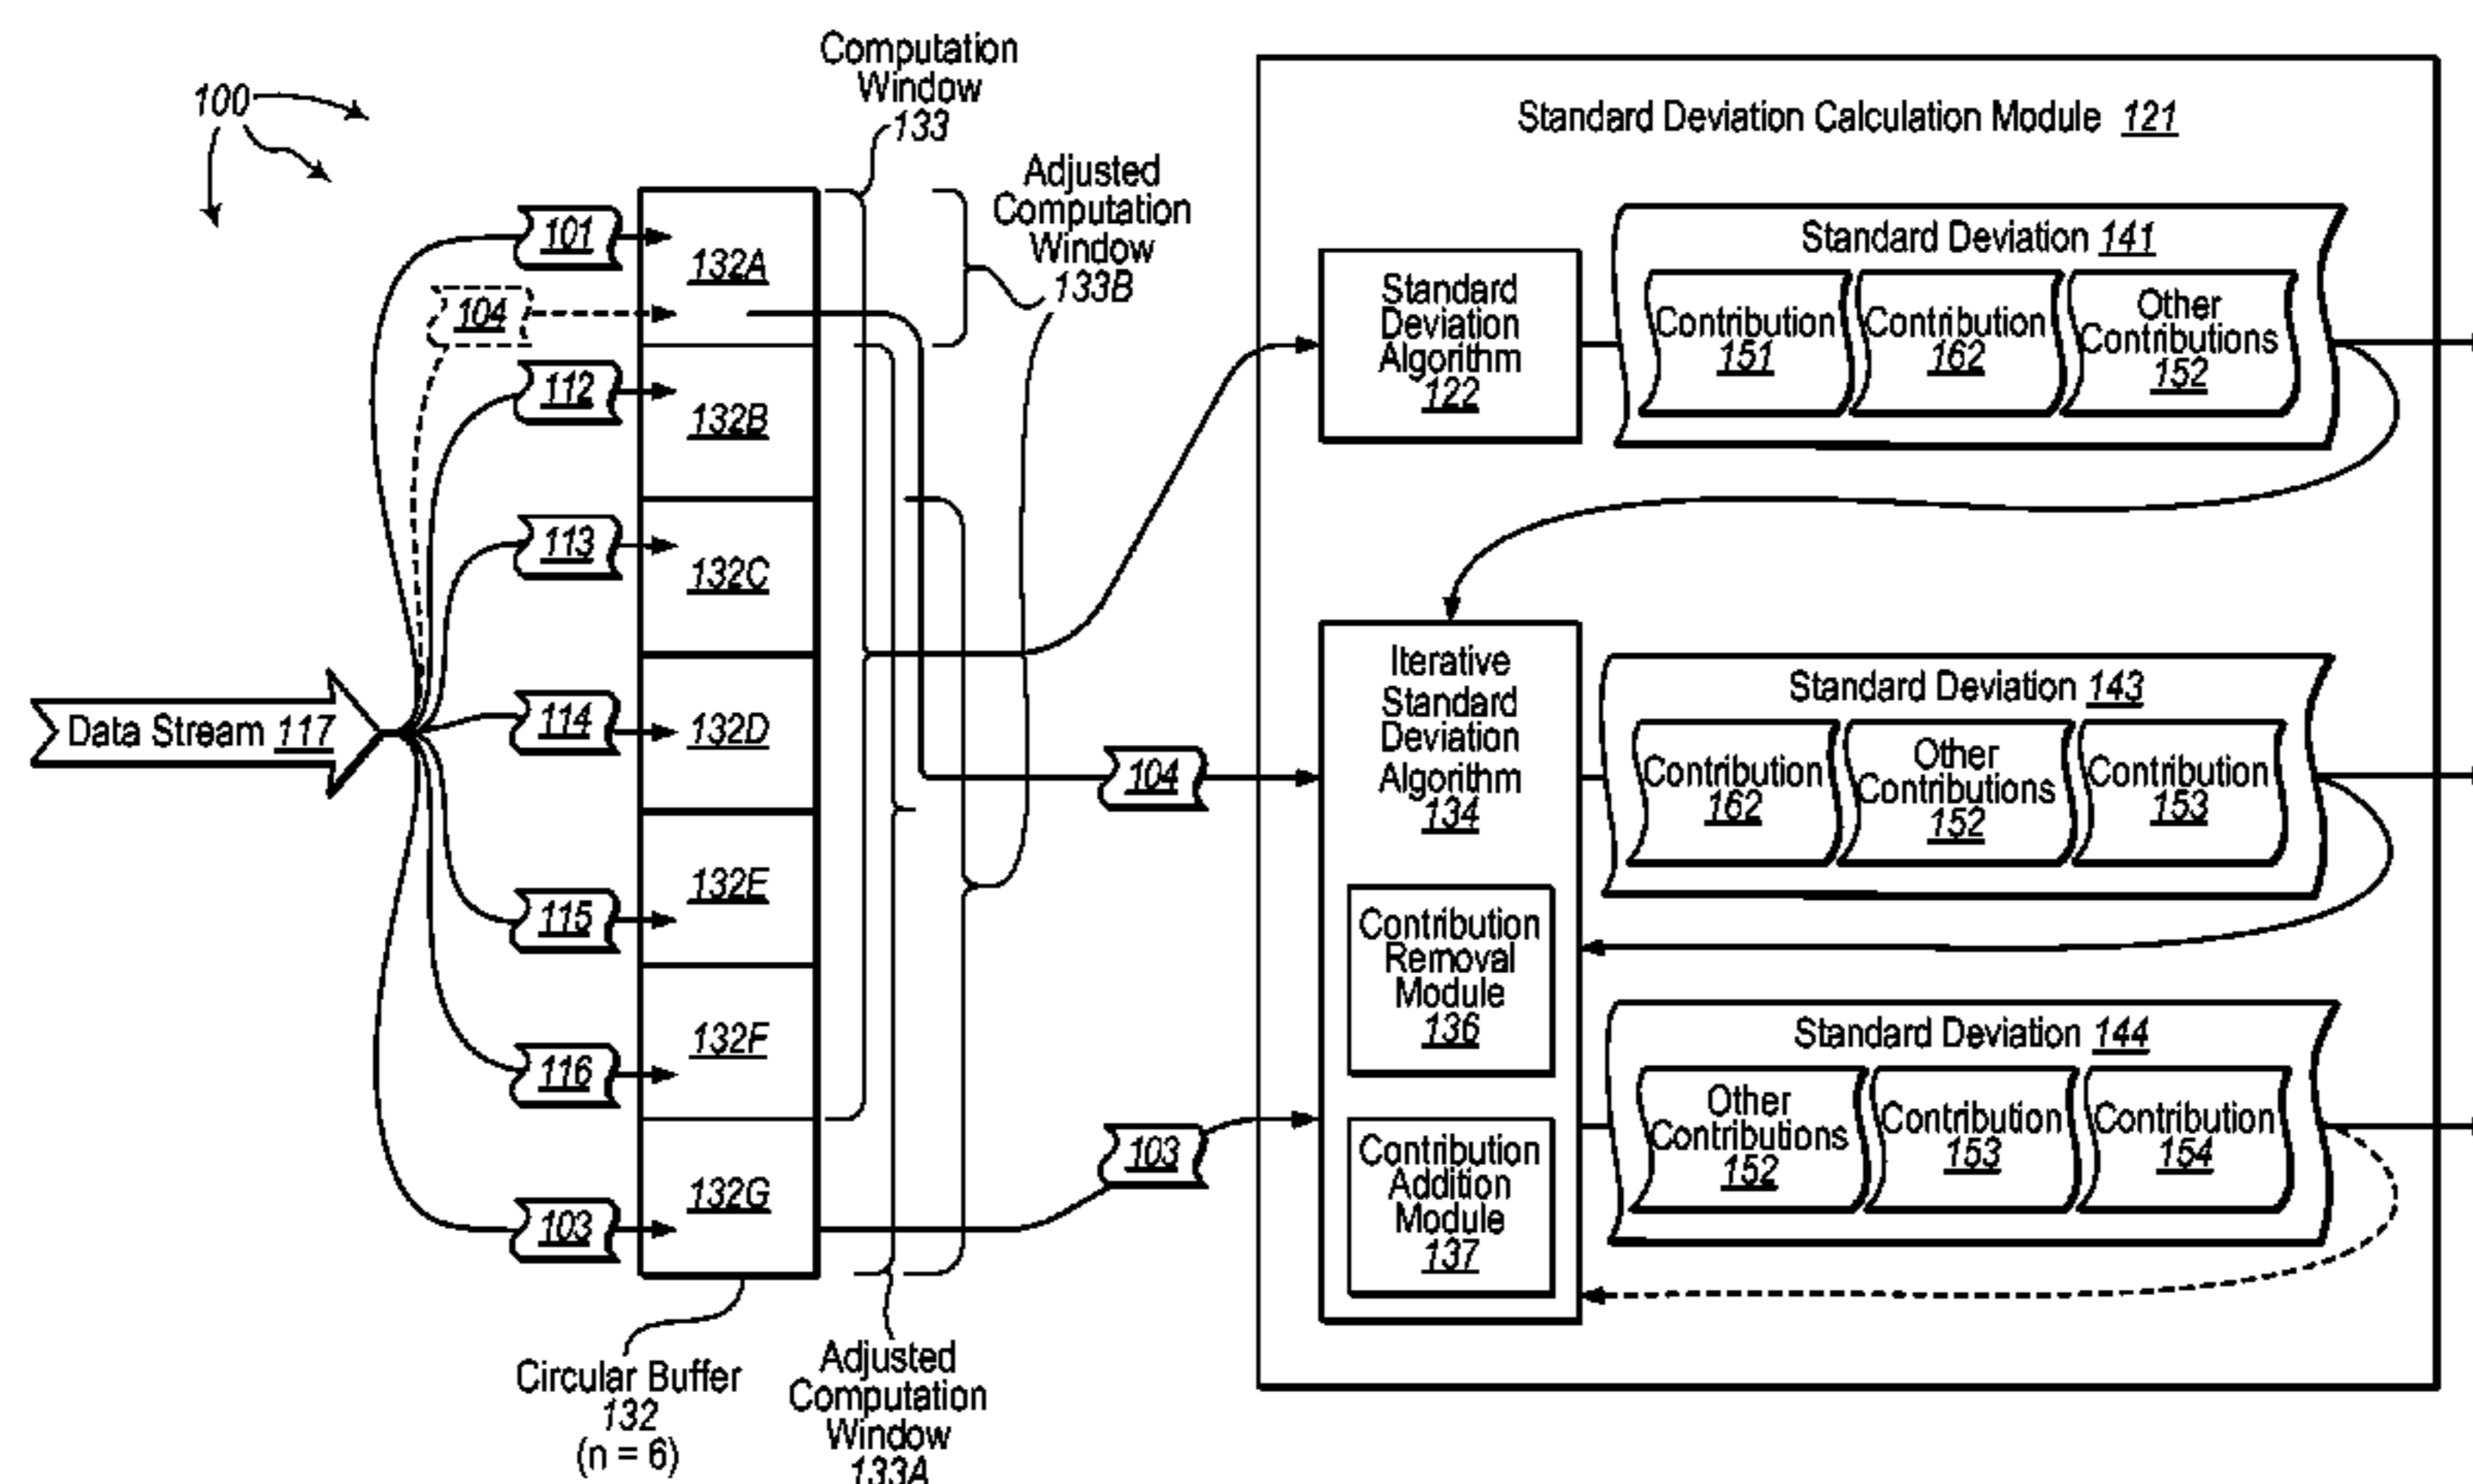 100
Computation
Window
133
Adjusted
Computation
Window
133B
101
104
112
113
114
115
116
103
132A
132B
132C
132D
132E
132F
132G
Data Stream 117
Circular Buffer
132
(n = 6)
Adjusted
Computation
Window
133A
104
103
Standard Deviation Calculation Module 121
Standard
Deviation
Algorithm
122
Standard Deviation 141
Contribution
151
Contribution
162
Other
Contributions
152
Iterative
Standard
Deviation
Algorithm
134
Contribution
Removal
Module
136
Contribution
Addition
Module
137
Standard Deviation 143
Contribution
162
Other
Contributions
152
Contribution
153
Standard Deviation 144
Other
Contributions
152
Contribution
153
Contribution
154